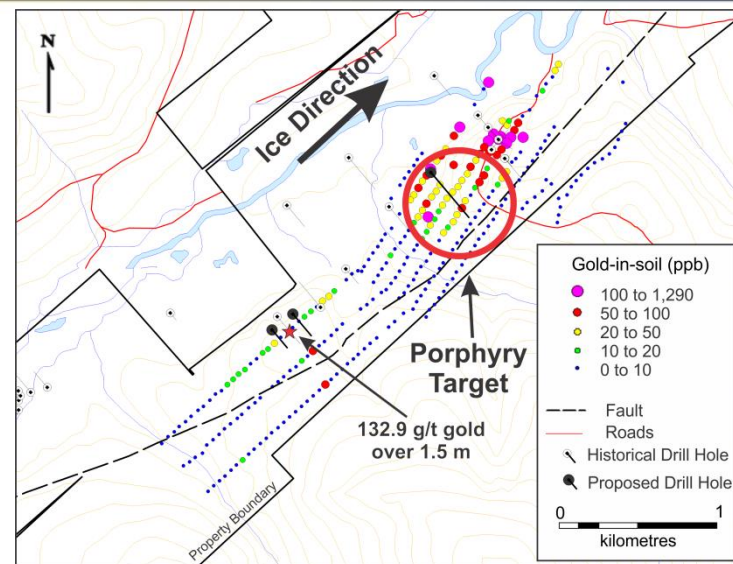 N
Ice Direction
Porphyry
Target
132.9 g/t gold
over 1.5 m
Property Boundary
Gold-in-soil (ppb)
100 to 1,290
50 to 100
20 to 50
10 to 20
0 to 10
Fault
Roads
Historical Drill Hole
Proposed Drill Hole
0 1
kilometres